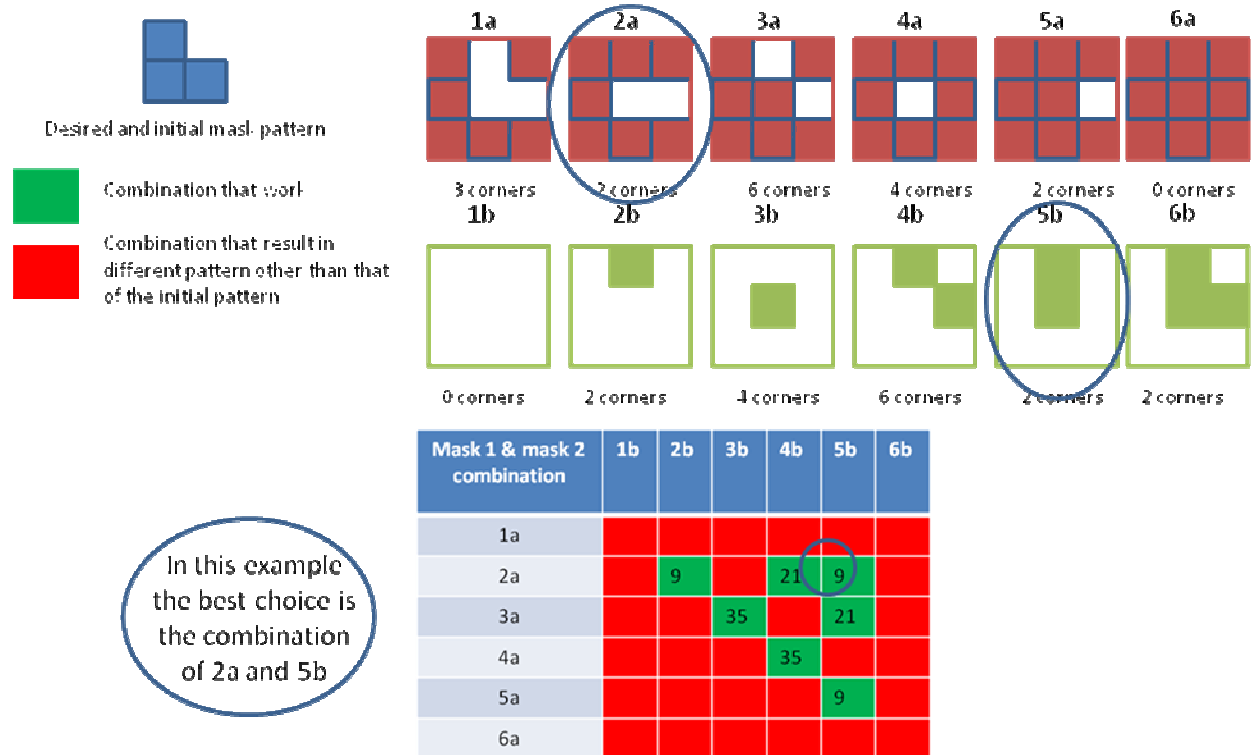 1a 2a 3a 4a 5a 6a
Desired and initial mask pattern
3 corners 2 corners 6 corners 4 corners 2 corners 0 corners
Combination that work
1b 2b 3b 4b 5b 6b
Combination that result in
different pattern other than that
of the initial pattern
0 corners 2 corners 4 corners 6 corners 2 corners 2 corners
Mask 1 & mask 2 1b 2b 3b 4b 5b 6b
combination
1a
2a 9 21 9
3a 35 21
4a 35
5a 9
6a
In this example
the best choice is
the combination
of 2a and 5b